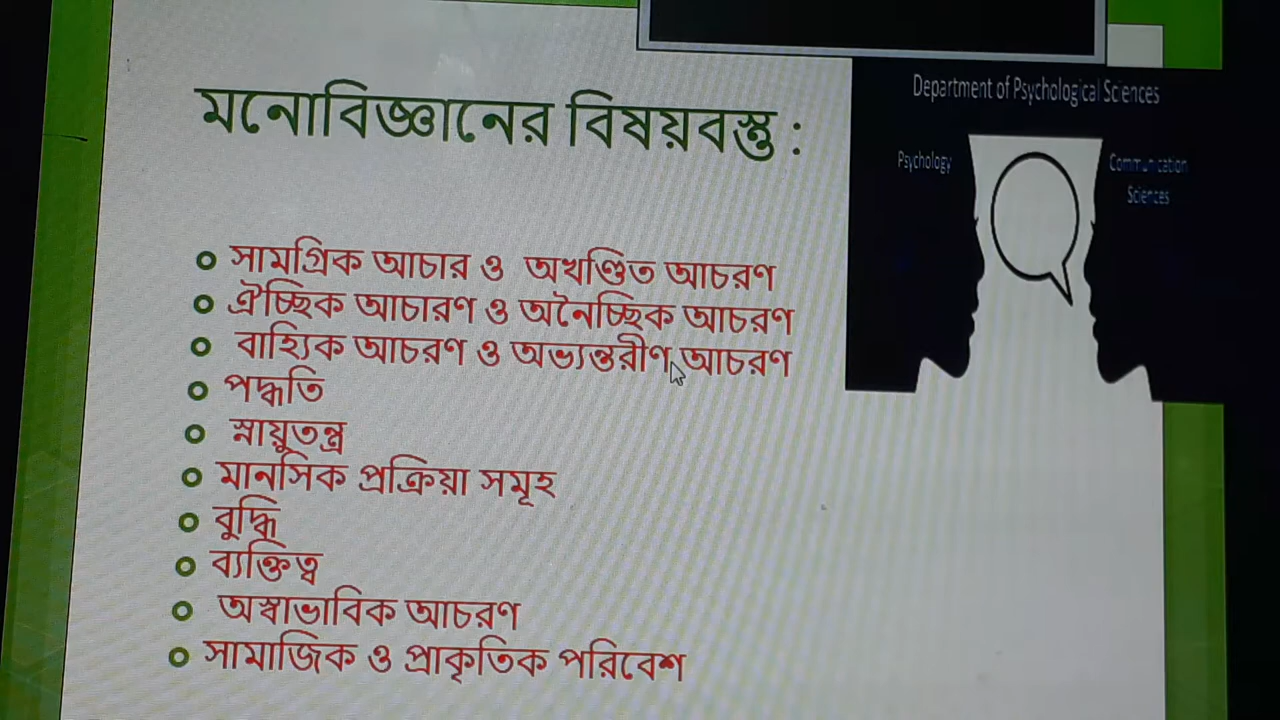 মনোবিজ্ঞানের বিষয়বস্তু :
সামগ্রিক আচার ও অখণ্ডিত আচরণ
ঐচ্ছিক আচারণ ও অনৈচ্ছিক আচরণ
বাহ্যিক আচরণ ও অভ্যন্তরীণ আচরণ
পদ্ধতি
স্নায়ুতন্ত্র
মানসিক প্রক্রিয়া সমূহ
বুদ্ধি
ব্যক্তিত্ব
অস্বাভাবিক আচরণ
সামাজিক ও প্রাকৃতিক পরিবেশ
Department of Psychological Sciences
Psychology
Communication
Sciences